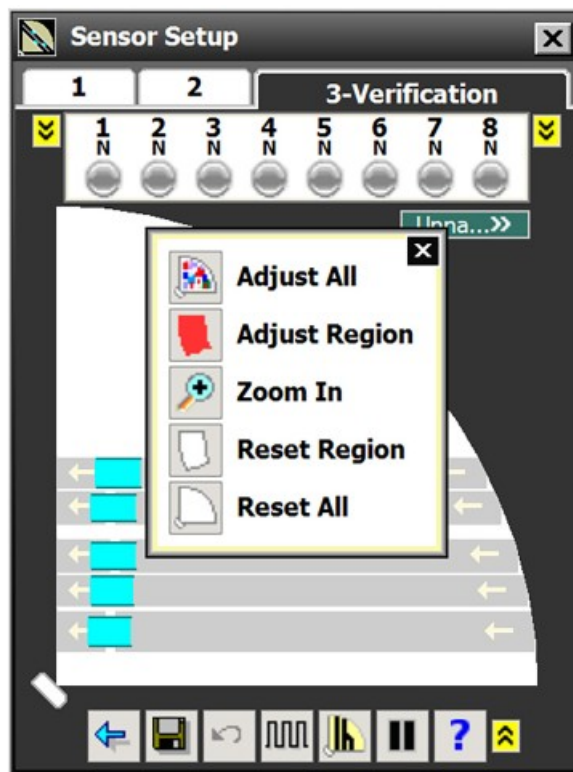 Sensor Setup
1 2 3-Verification
1 2 3 4 5 6 7 8
N N N N N N N N
Unna...»
Adjust All
Adjust Region
Zoom In
Reset Region
Reset All
?